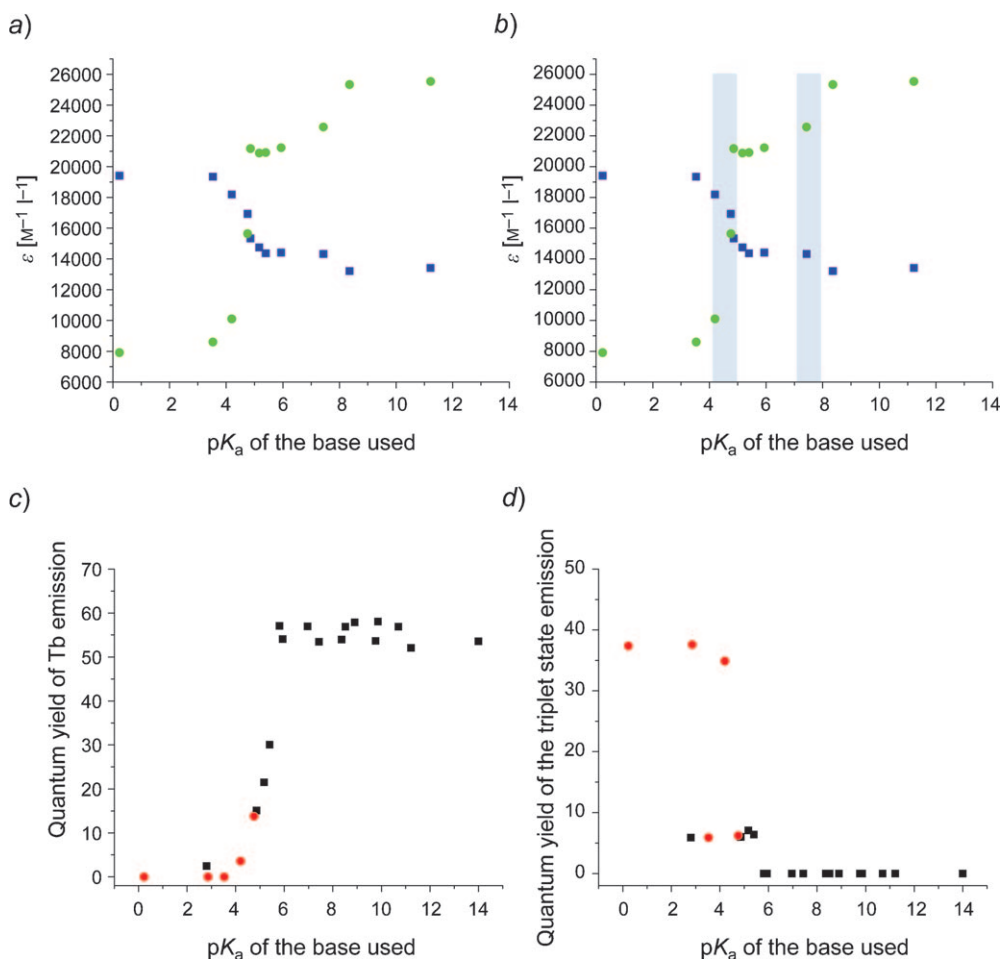 a)
b)
26000
24000
22000
20000
18000
16000
14000
12000
10000
8000
6000
ε [M⁻¹ l⁻¹]
0 2 4 6 8 10 12 14
pKa of the base used
26000
24000
22000
20000
18000
16000
14000
12000
10000
8000
6000
ε [M⁻¹ l⁻¹]
0 2 4 6 8 10 12 14
pKa of the base used
c)
d)
70
60
50
40
30
20
10
0
Quantum yield of Tb emission
0 2 4 6 8 10 12 14
pKa of the base used
50
40
30
20
10
0
Quantum yield of the triplet state emission
0 2 4 6 8 10 12 14
pKa of the base used